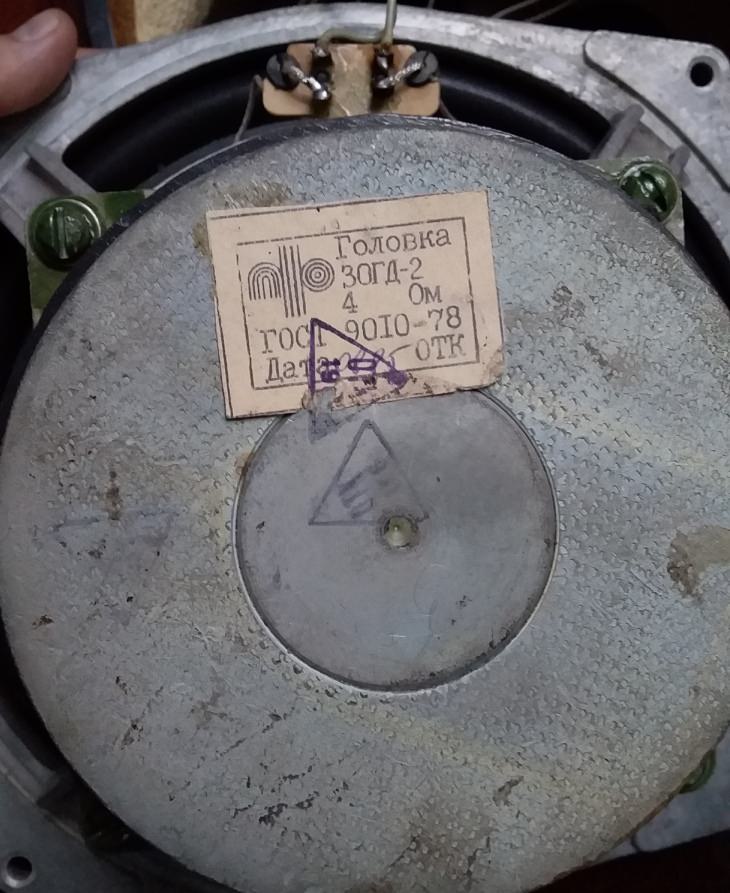 Головка
30ГД-2
4 Ом
ГОСТ 9010-78
Дата ОТК